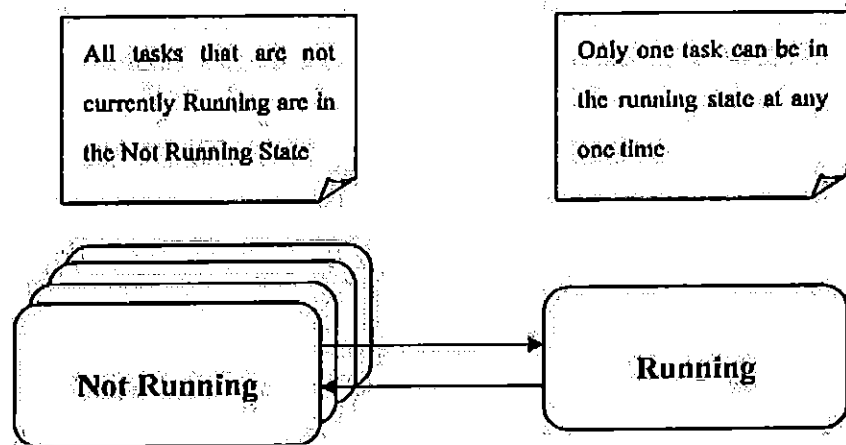 All tasks that are not
currently Running are in
the Not Running State
Only one task can be in
the running state at any
one time
Not Running
Running